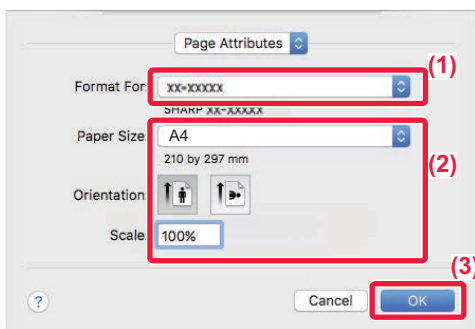 Page Attributes
(1)
Format For: xx-xxxxx
SHARP xx-xxxxx
Paper Size: A4
210 by 297 mm
(2)
Orientation:
Scale: 100%
(3)
? Cancel OK